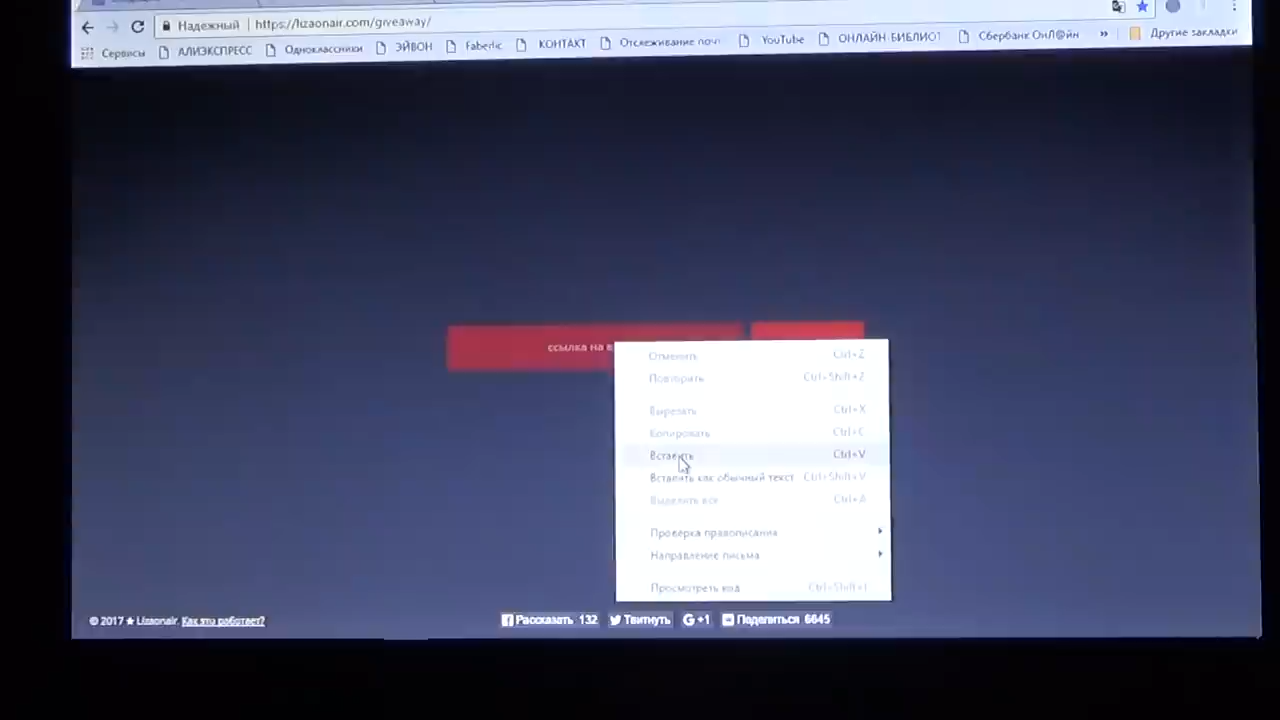 Надежный https://lizaonair.com/giveaway/
Сервисы АЛИЭКСПРЕСС Одноклассники ЭЙВОН Faberlic КОНТАКТ Отслеживание YouTube ОНЛАЙН-БИБЛИОТ Сбербанк ОнЛ@йн » Другие закладки
ссылка на в
Отменить Ctrl+Z
Повторить Ctrl+Shift+Z
Вырезать Ctrl+X
Копировать Ctrl+C
Вставить Ctrl+V
Вставить как обычный текст Ctrl+Shift+V
Выделить все Ctrl+A
Проверка правописания
Направление письма
Просмотреть код Ctrl+Shift+I
© 2017 ★ Lizaonair. Как это работает? Рассказать 132 Твитнуть G+1 Поделиться 6645